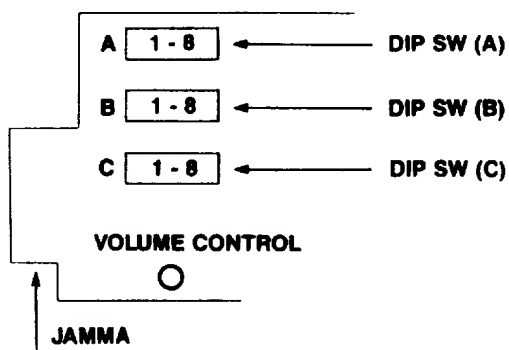 A 1 - 8 DIP SW (A)
B 1 - 8 DIP SW (B)
C 1 - 8 DIP SW (C)
VOLUME CONTROL
JAMMA